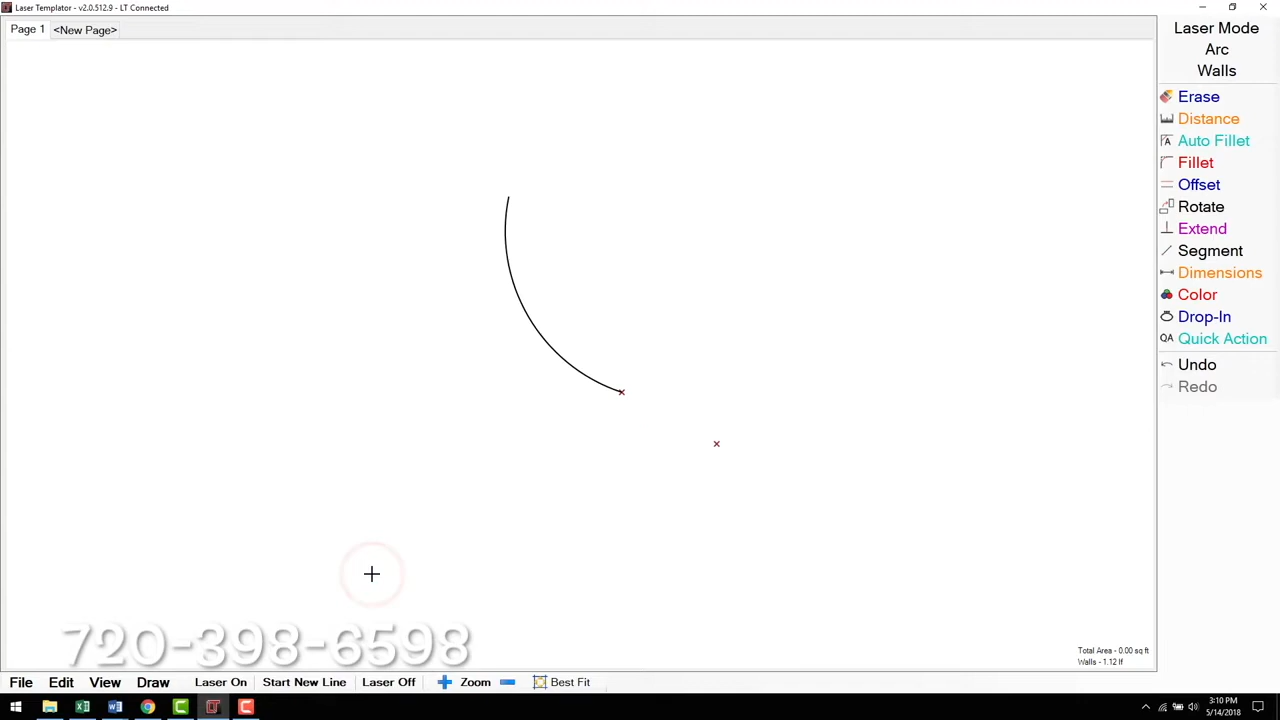 Laser Templator - v2.0.512.9 - LT Connected
Page 1
<New Page>
Laser Mode
Arc
Walls
Erase
Distance
Auto Fillet
Fillet
Offset
Rotate
Extend
Segment
Dimensions
Color
Drop-In
QA Quick Action
Undo
Redo
720-398-6598
Total Area - 0.00 sq ft
Walls - 1.12 lf
File Edit View Draw Laser On Start New Line Laser Off Zoom Best Fit
3:10 PM
5/14/2018